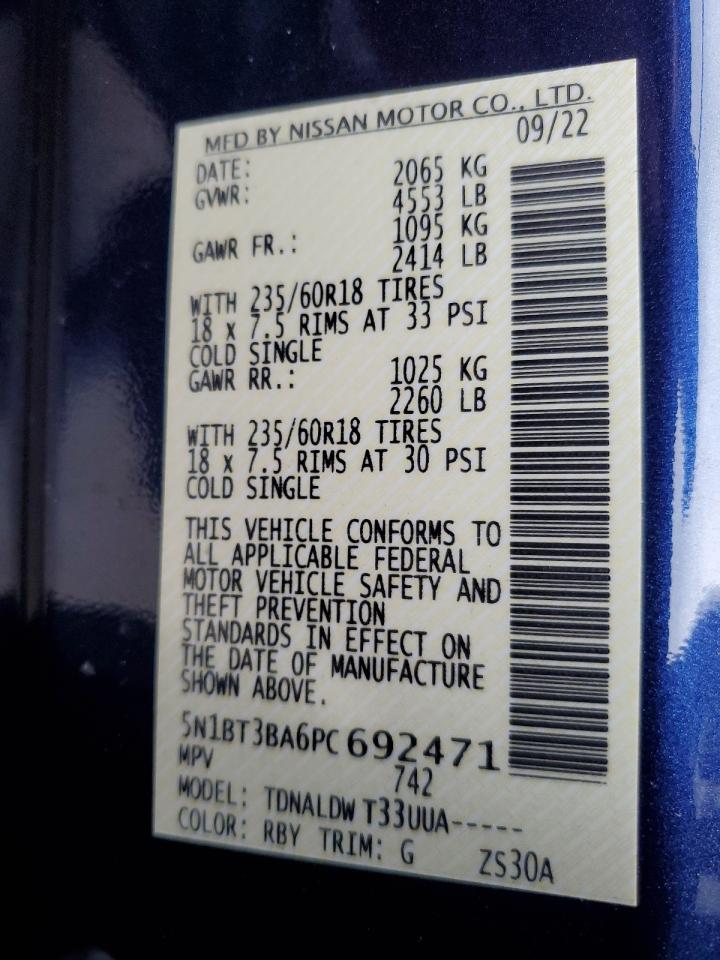 MFD BY NISSAN MOTOR CO., LTD.
DATE: 09/22
GVWR: 2065 KG
4553 LB
GAWR FR.: 1095 KG
2414 LB
WITH 235/60R18 TIRES
18 x 7.5 RIMS AT 33 PSI
COLD SINGLE
GAWR RR.: 1025 KG
2260 LB
WITH 235/60R18 TIRES
18 x 7.5 RIMS AT 30 PSI
COLD SINGLE
THIS VEHICLE CONFORMS TO
ALL APPLICABLE FEDERAL
MOTOR VEHICLE SAFETY AND
THEFT PREVENTION
STANDARDS IN EFFECT ON
THE DATE OF MANUFACTURE
SHOWN ABOVE.
5N1BT3BA6PC692471
MPV 742
MODEL: TDNALDW T33UUA-----
COLOR: RBY TRIM: G ZS30A